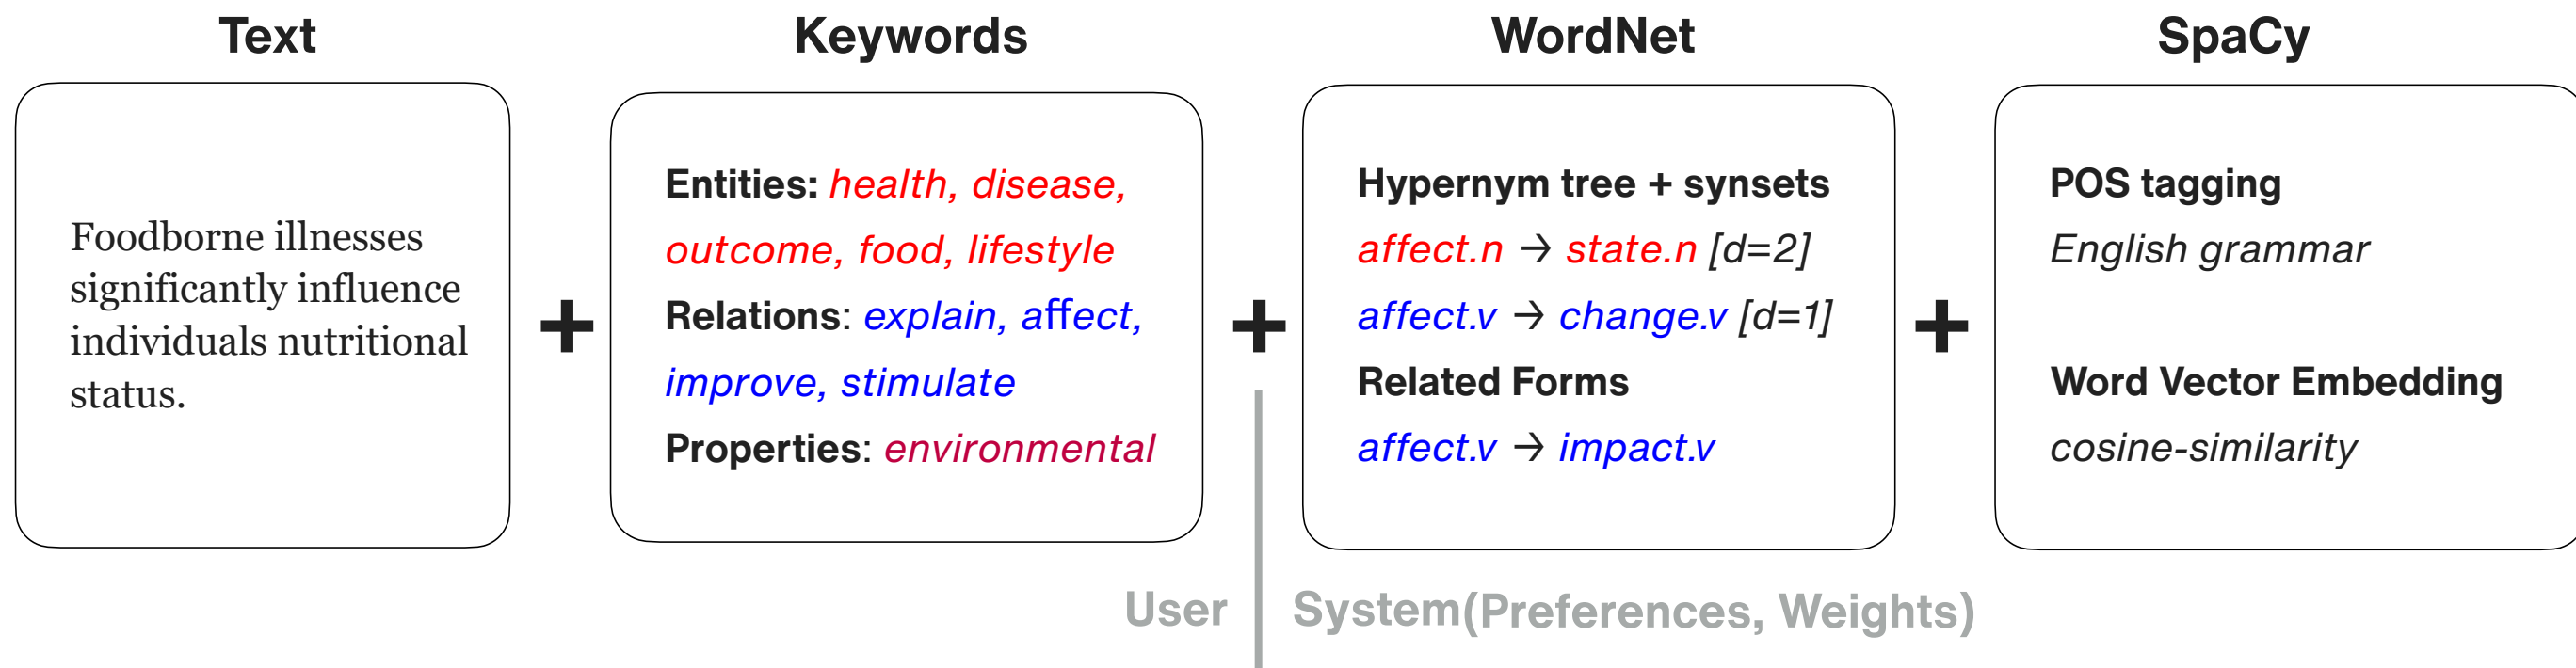 Text
Foodborne illnesses
significantly influence
individuals nutritional
status.
+
Keywords
Entities: health, disease,
outcome, food, lifestyle
Relations: explain, affect,
improve, stimulate
Properties: environmental
+
WordNet
Hypernym tree + synsets
affect.n → state.n [d=2]
affect.v → change.v [d=1]
Related Forms
affect.v → impact.v
+
SpaCy
POS tagging
English grammar
Word Vector Embedding
cosine-similarity
User
System(Preferences, Weights)